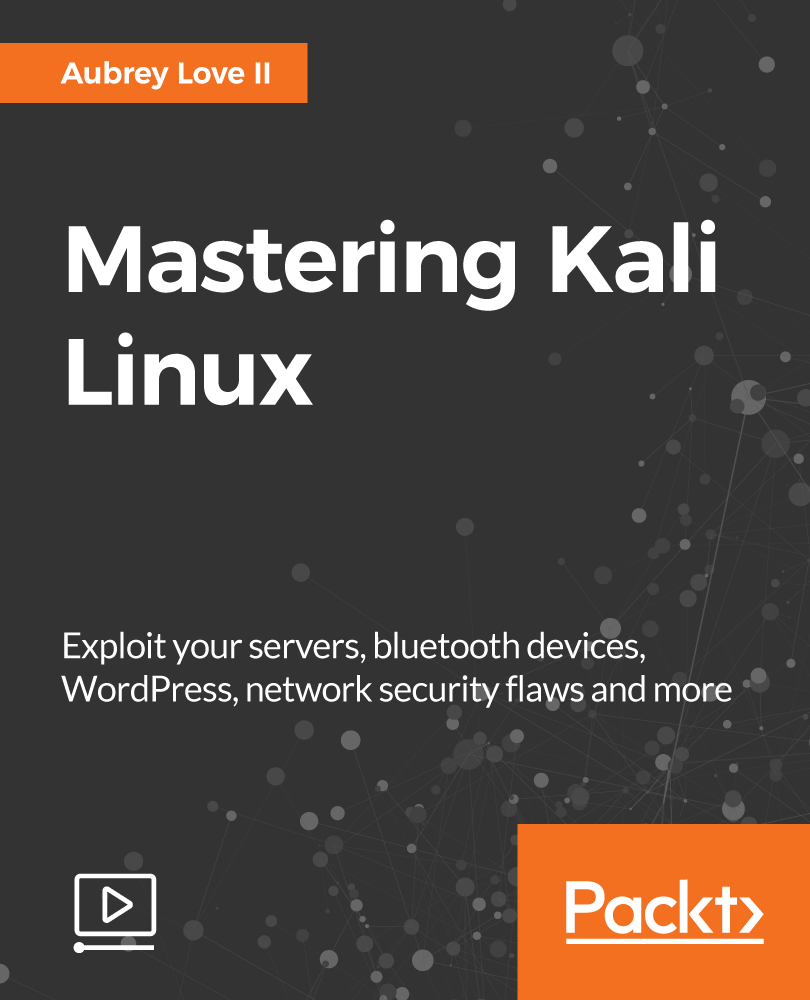 Aubrey Love II
Mastering Kali
Linux
Exploit your servers, bluetooth devices,
WordPress, network security flaws and more
Packt